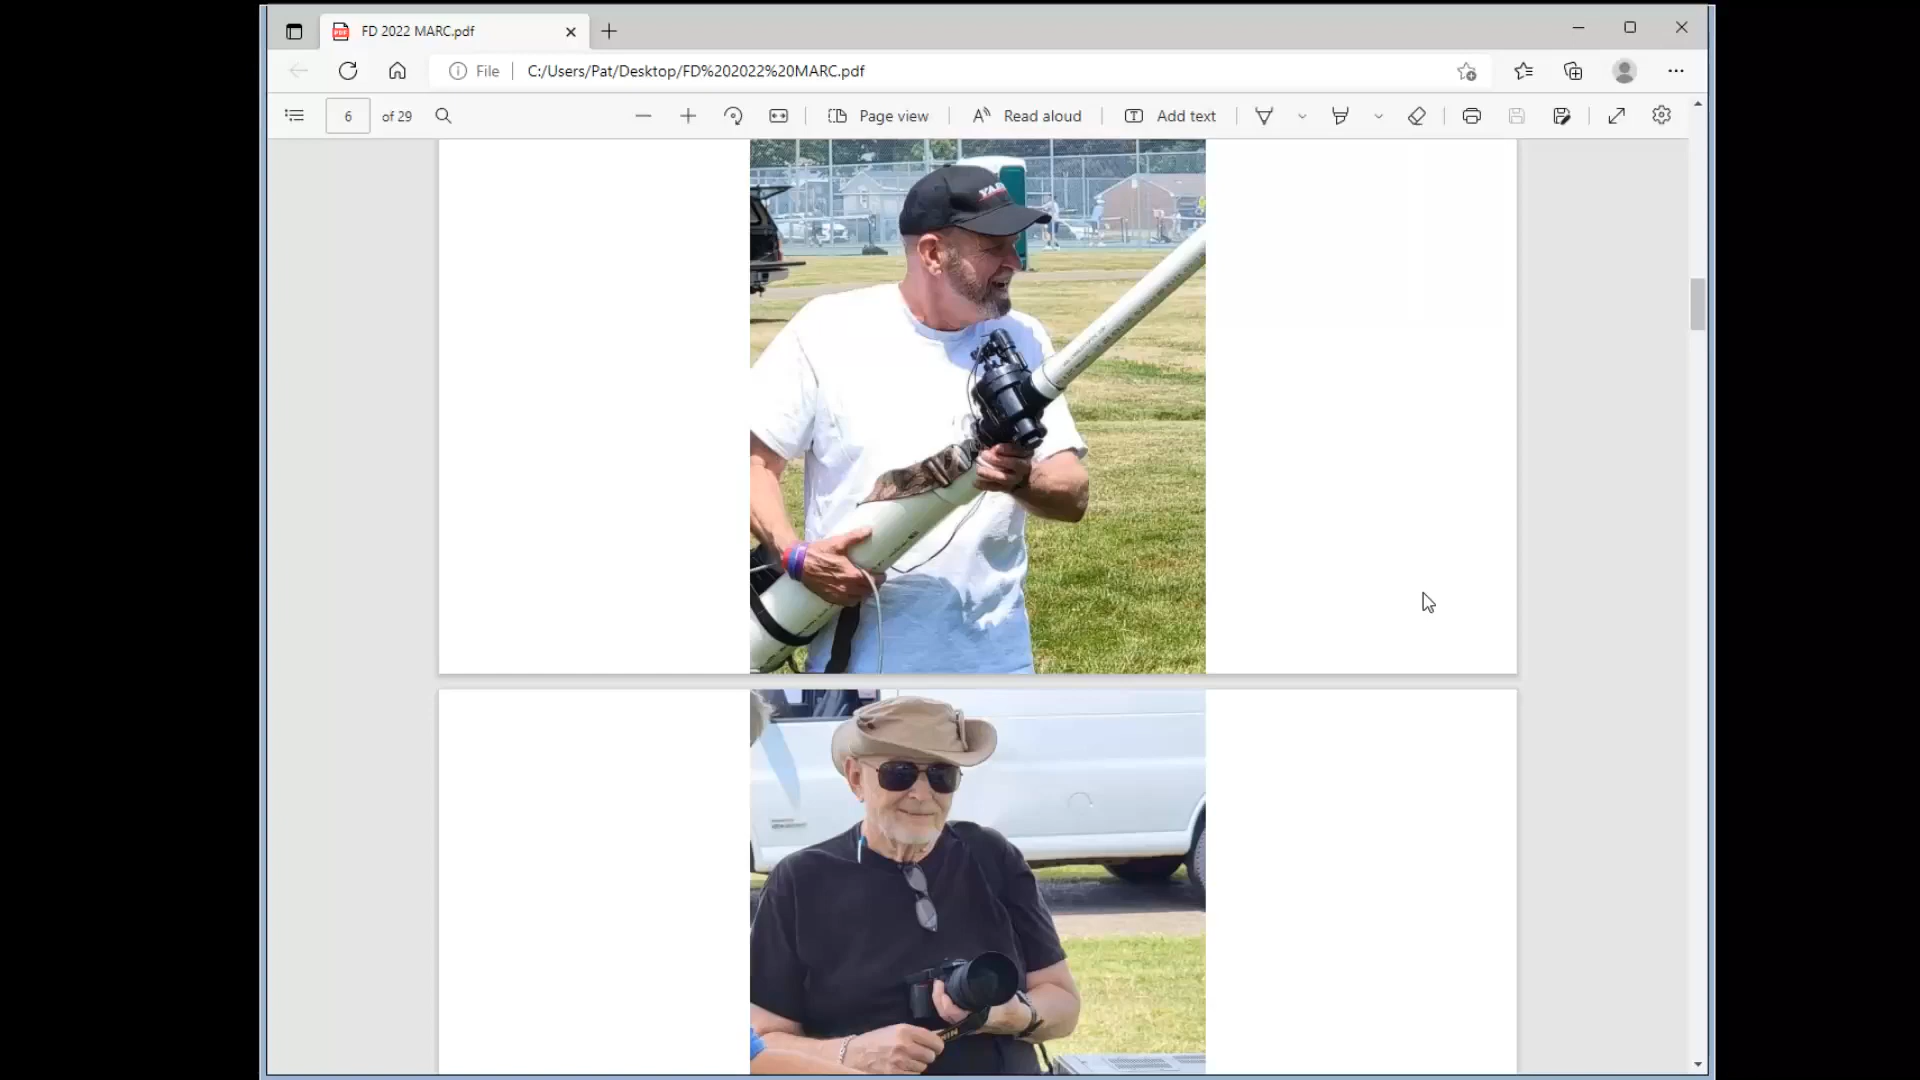 FD 2022 MARC.pdf
File
C:/Users/Pat/Desktop/FD%202022%20MARC.pdf
6 of 29
Page view
Read aloud
Add text